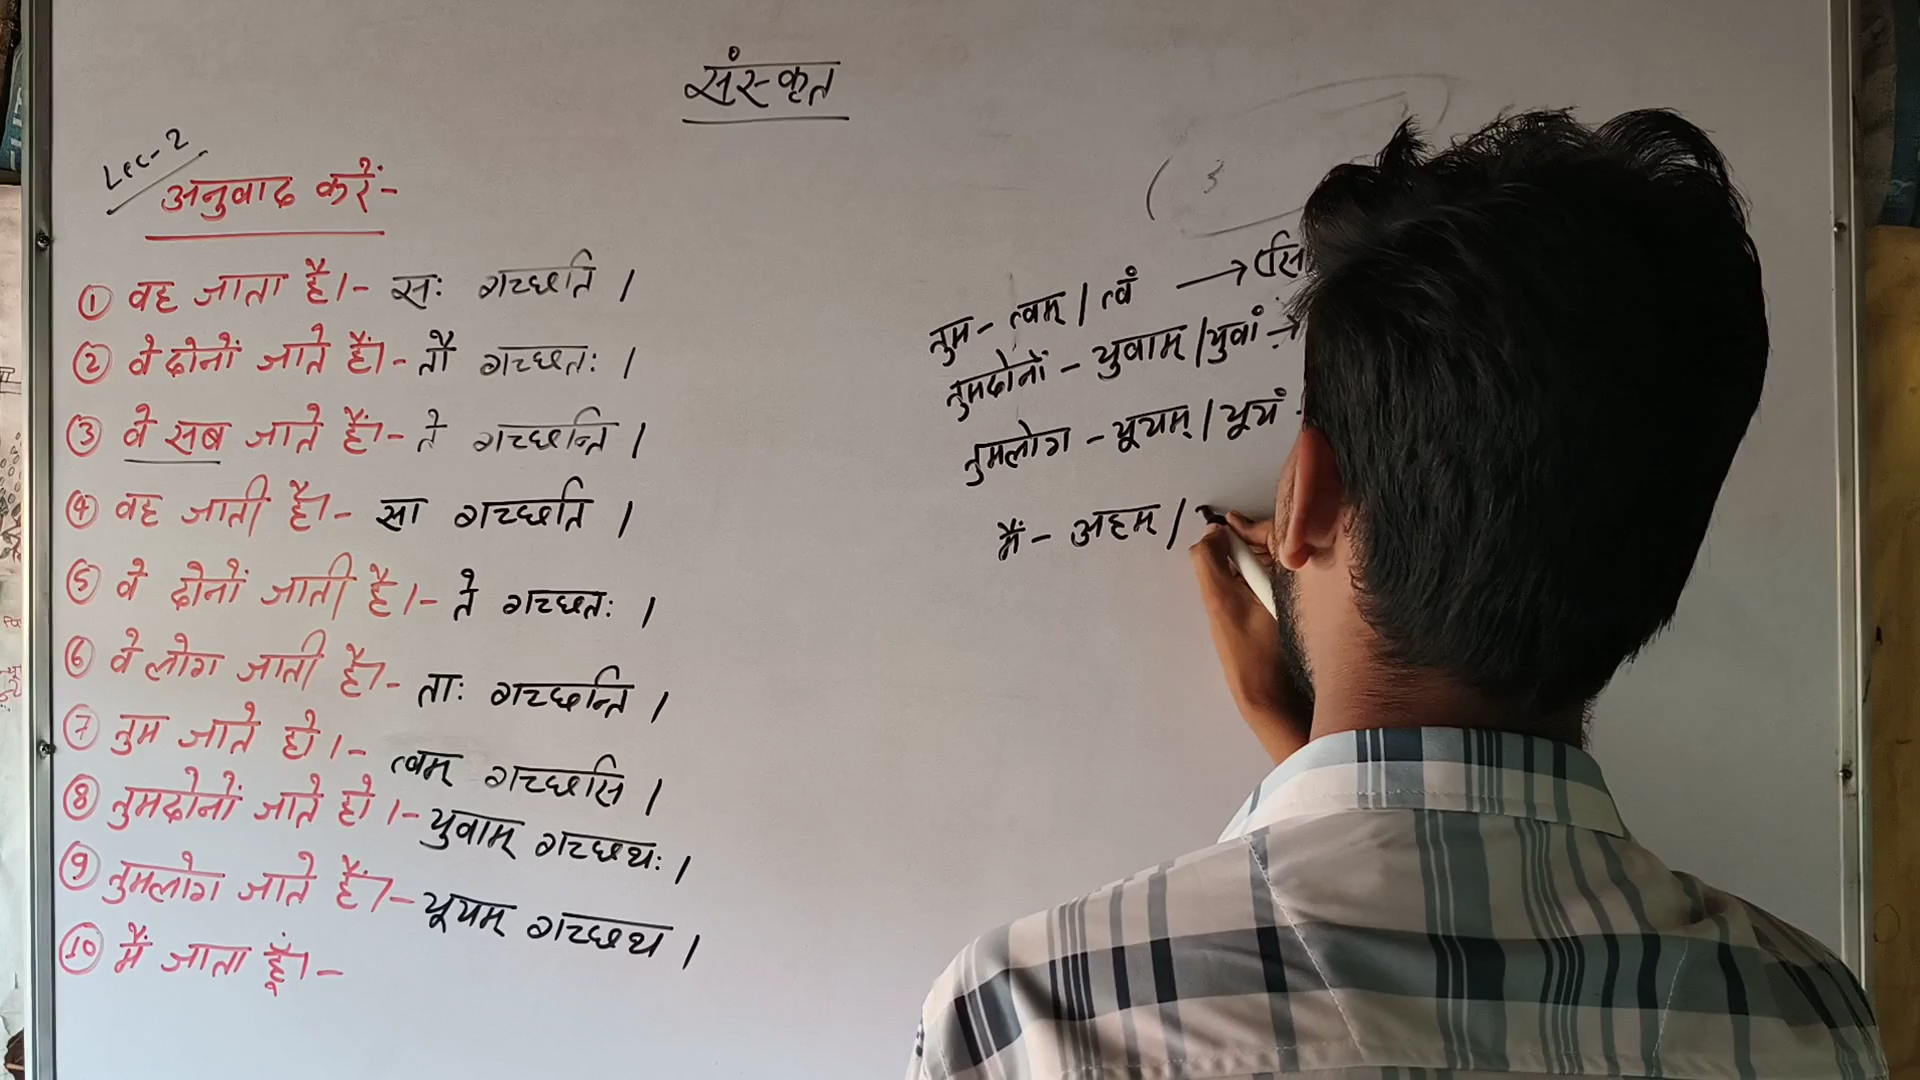 संस्कृत
Lec-2
अनुवाद करें-
① वह जाता है।- सः गच्छति ।
② वे दोनों जाते हैं।- तौ गच्छतः ।
③ वे सब जाते हैं।- ते गच्छन्ति ।
④ वह जाती है।- सा गच्छति ।
⑤ वे दोनों जाती है।- ते गच्छतः ।
⑥ वे लोग जाती है।- ताः गच्छन्ति ।
⑦ तुम जाते हो।- त्वम् गच्छसि ।
⑧ तुमदोनों जाते हो।- युवाम् गच्छथः ।
⑨ तुमलोग जाते हैं।- यूयम् गच्छथ ।
⑩ मैं जाता हूँ।-
तुम- त्वम् / त्वं → सि
तुमदोनों - युवाम् / युवां →
तुमलोग - यूयम् / यूयं
मैं - अहम् /